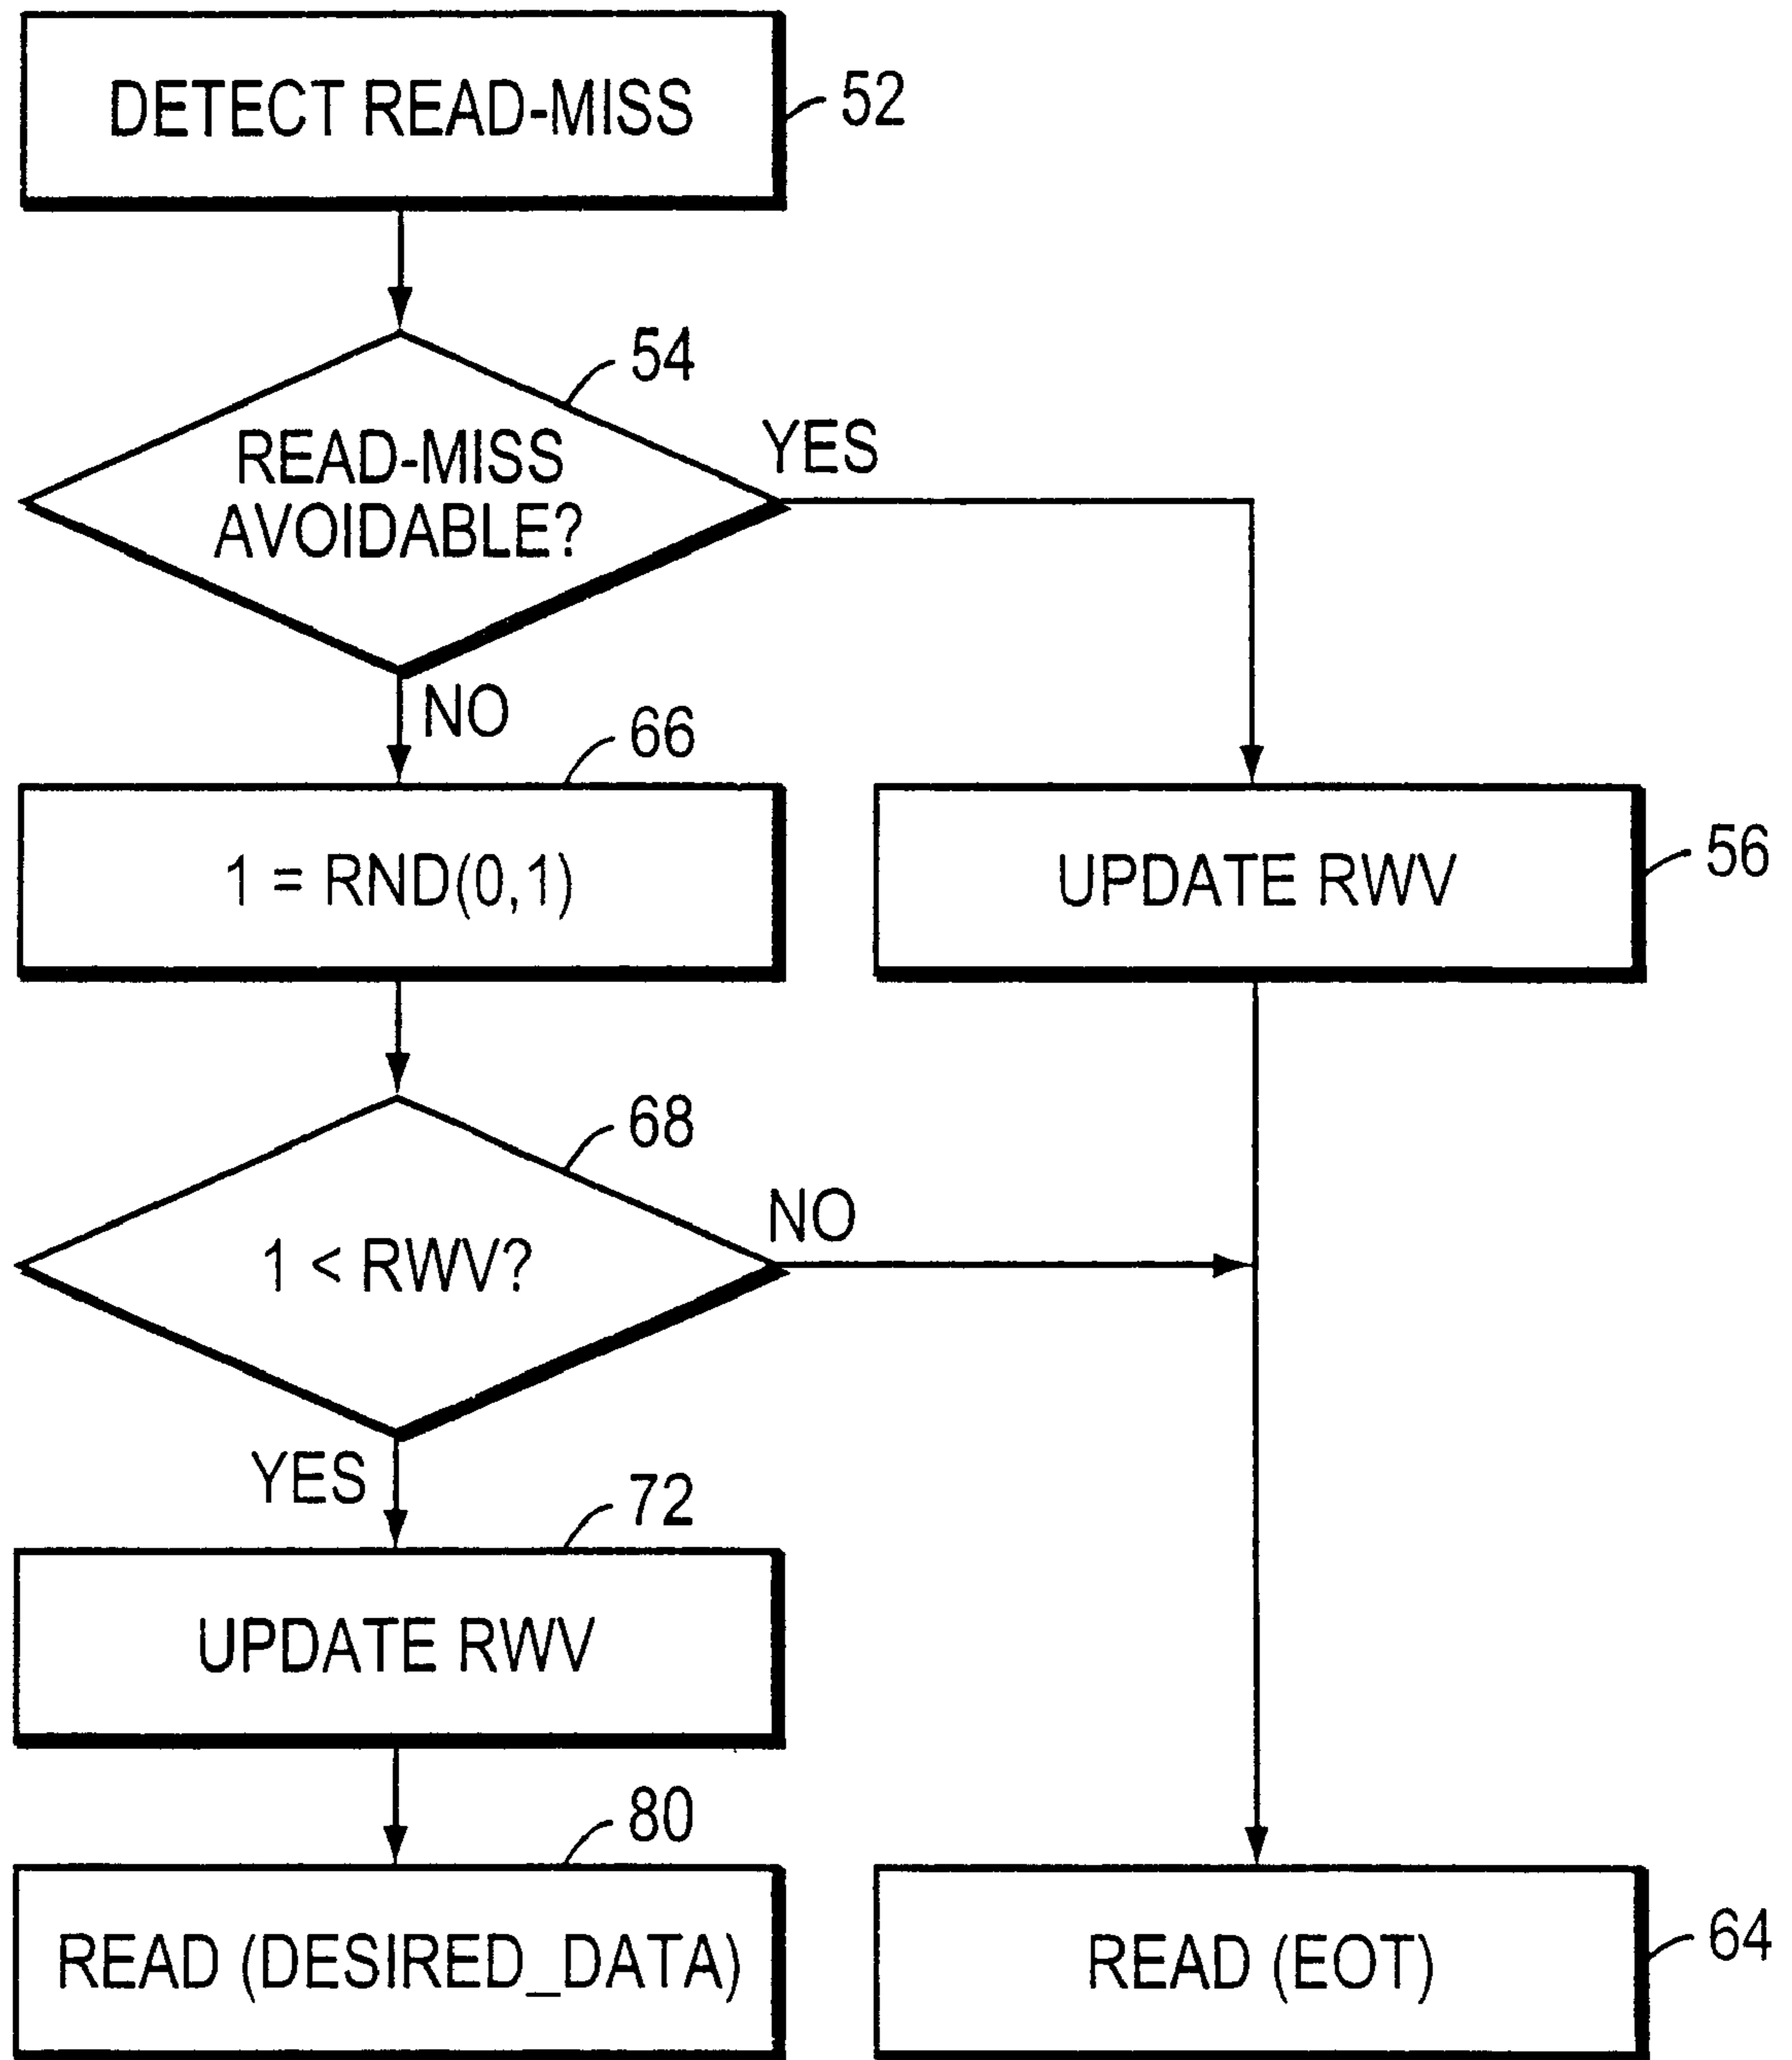 DETECT READ-MISS
52
54
READ-MISS
AVOIDABLE?
YES
NO
66
1 = RND(0,1)
UPDATE RWV
56
68
1 < RWV?
NO
YES
72
UPDATE RWV
80
READ (DESIRED_DATA)
READ (EOT)
64